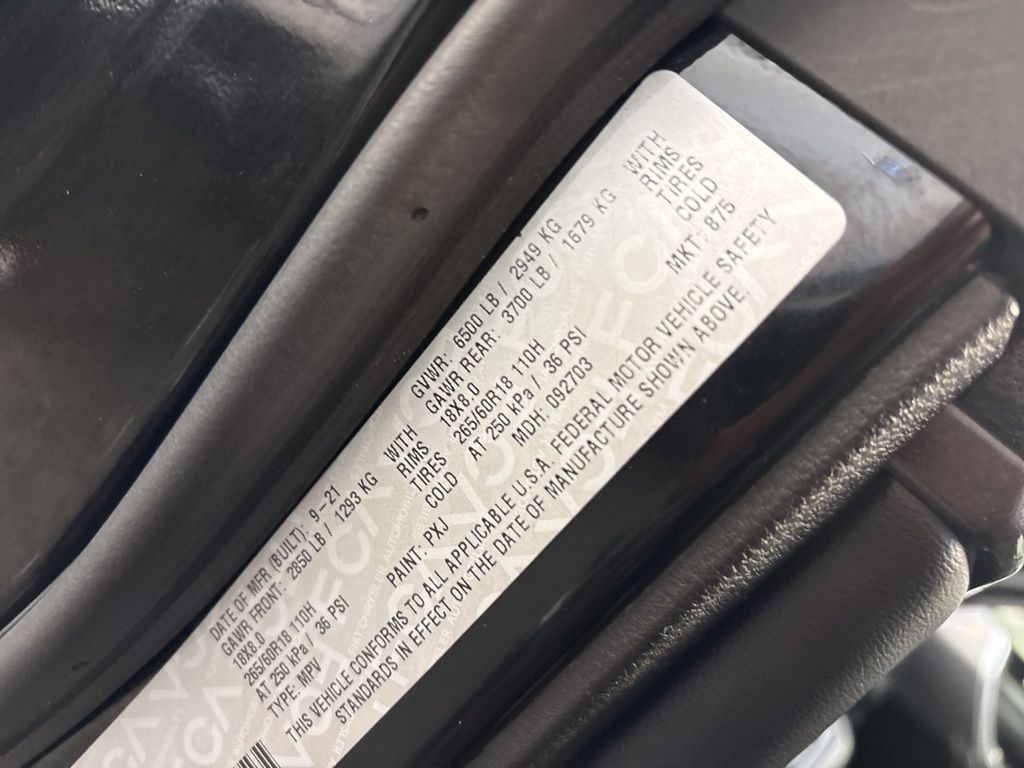 DATE OF MFR (BUILT): 9-21 GVWR: 6500 LB / 2949 KG
GAWR FRONT: 2850 LB / 1293 KG WITH GAWR REAR: 3700 LB / 1679 KG WITH
18X8.0 RIMS 18X8.0 RIMS
265/60R18 110H TIRES 265/60R18 110H TIRES
AT 250 kPa / 36 PSI COLD AT 250 kPa / 36 PSI COLD
TYPE: MPV PAINT: PXJ MDH: 092703 MKT: 875
THIS VEHICLE CONFORMS TO ALL APPLICABLE U.S.A. FEDERAL MOTOR VEHICLE SAFETY
STANDARDS IN EFFECT ON THE DATE OF MANUFACTURE SHOWN ABOVE.